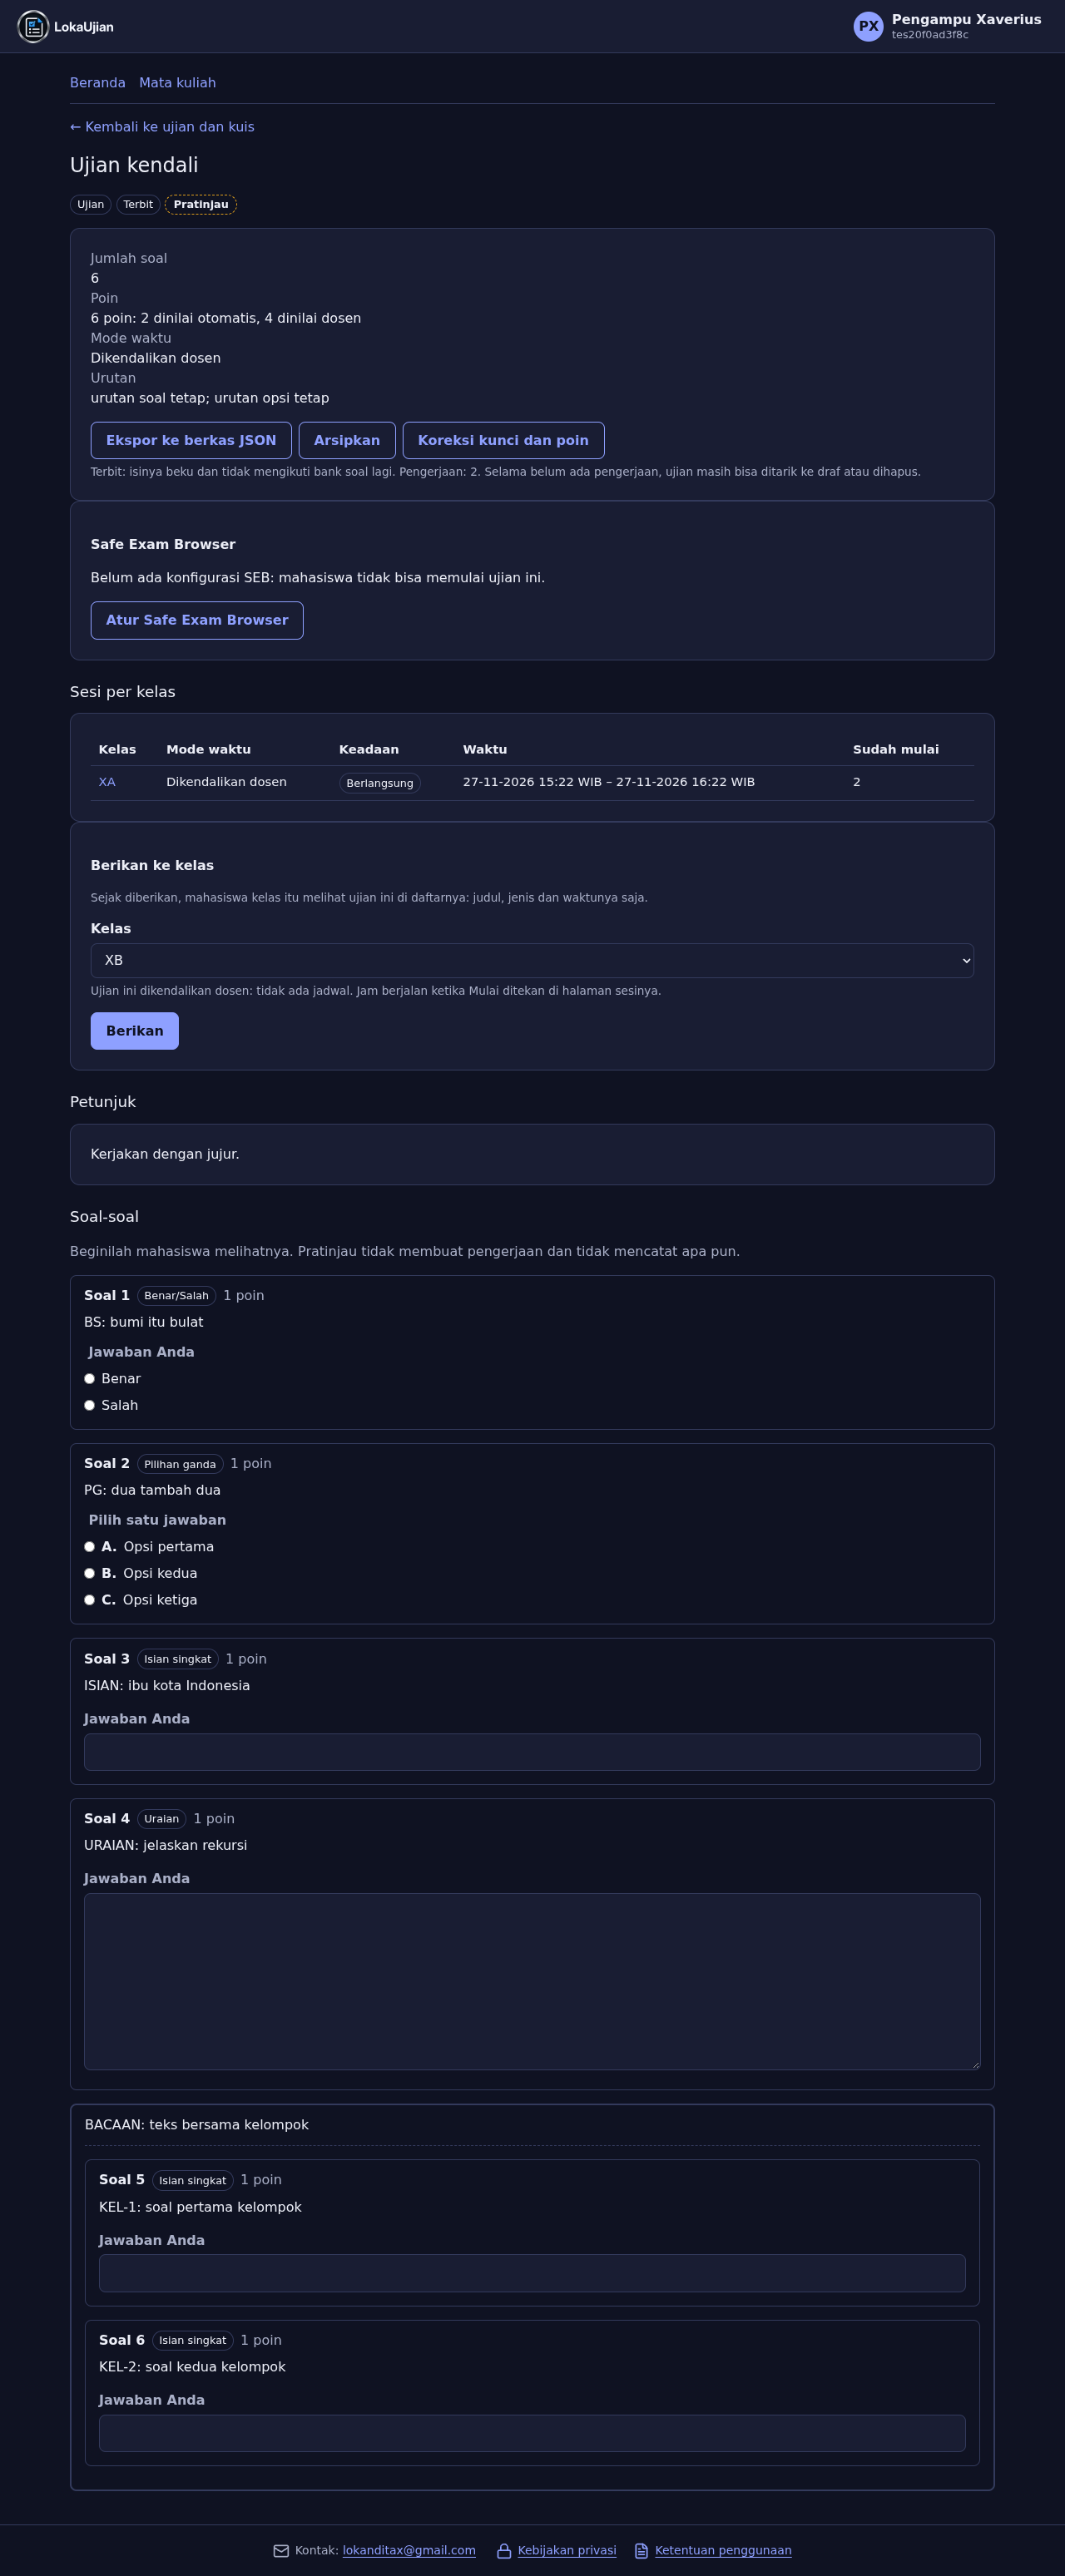 LokaUjian
PX
Pengampu Xaverius
tes20f0ad3f8c
Beranda Mata kuliah
← Kembali ke ujian dan kuis
Ujian kendali
Ujian Terbit Pratinjau
Jumlah soal
6
Poin
6 poin: 2 dinilai otomatis, 4 dinilai dosen
Mode waktu
Dikendalikan dosen
Urutan
urutan soal tetap; urutan opsi tetap
Ekspor ke berkas JSON Arsipkan Koreksi kunci dan poin
Terbit: isinya beku dan tidak mengikuti bank soal lagi. Pengerjaan: 2. Selama belum ada pengerjaan, ujian masih bisa ditarik ke draf atau dihapus.
Safe Exam Browser
Belum ada konfigurasi SEB: mahasiswa tidak bisa memulai ujian ini.
Atur Safe Exam Browser
Sesi per kelas
Kelas Mode waktu Keadaan Waktu Sudah mulai
XA Dikendalikan dosen Berlangsung 27-11-2026 15:22 WIB – 27-11-2026 16:22 WIB 2
Berikan ke kelas
Sejak diberikan, mahasiswa kelas itu melihat ujian ini di daftarnya: judul, jenis dan waktunya saja.
Kelas
XB
Ujian ini dikendalikan dosen: tidak ada jadwal. Jam berjalan ketika Mulai ditekan di halaman sesinya.
Berikan
Petunjuk
Kerjakan dengan jujur.
Soal-soal
Beginilah mahasiswa melihatnya. Pratinjau tidak membuat pengerjaan dan tidak mencatat apa pun.
Soal 1 Benar/Salah 1 poin
BS: bumi itu bulat
Jawaban Anda
Benar
Salah
Soal 2 Pilihan ganda 1 poin
PG: dua tambah dua
Pilih satu jawaban
A. Opsi pertama
B. Opsi kedua
C. Opsi ketiga
Soal 3 Isian singkat 1 poin
ISIAN: ibu kota Indonesia
Jawaban Anda
Soal 4 Uraian 1 poin
URAIAN: jelaskan rekursi
Jawaban Anda
BACAAN: teks bersama kelompok
Soal 5 Isian singkat 1 poin
KEL-1: soal pertama kelompok
Jawaban Anda
Soal 6 Isian singkat 1 poin
KEL-2: soal kedua kelompok
Jawaban Anda
Kontak: lokanditax@gmail.com Kebijakan privasi Ketentuan penggunaan